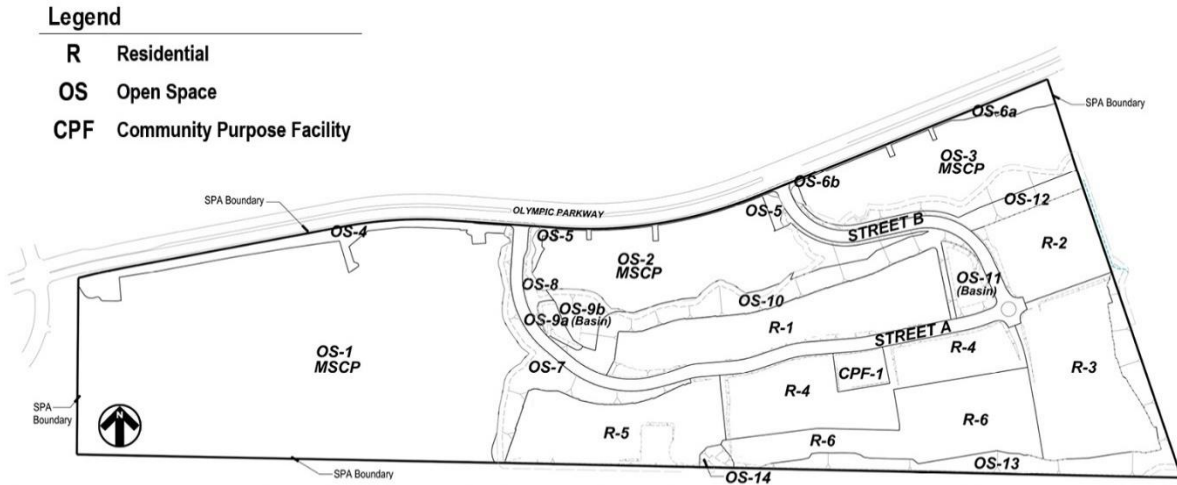 Legend
R Residential
OS Open Space
CPF Community Purpose Facility
SPA Boundary
OS-6a
OS-3
MSCP
SPA Boundary
OS-6b
OLYMPIC PARKWAY
OS-5
OS-12
OS-4
OS-5
STREET B
R-2
OS-2
MSCP
OS-8
OS-11
(Basin)
OS-10
OS-9b
(Basin)
OS-9a
R-1
STREET A
OS-1
MSCP
R-4
OS-7
CPF-1
R-3
R-4
SPA
Boundary
N
R-6
R-5
R-6
OS-13
SPA Boundary
OS-14